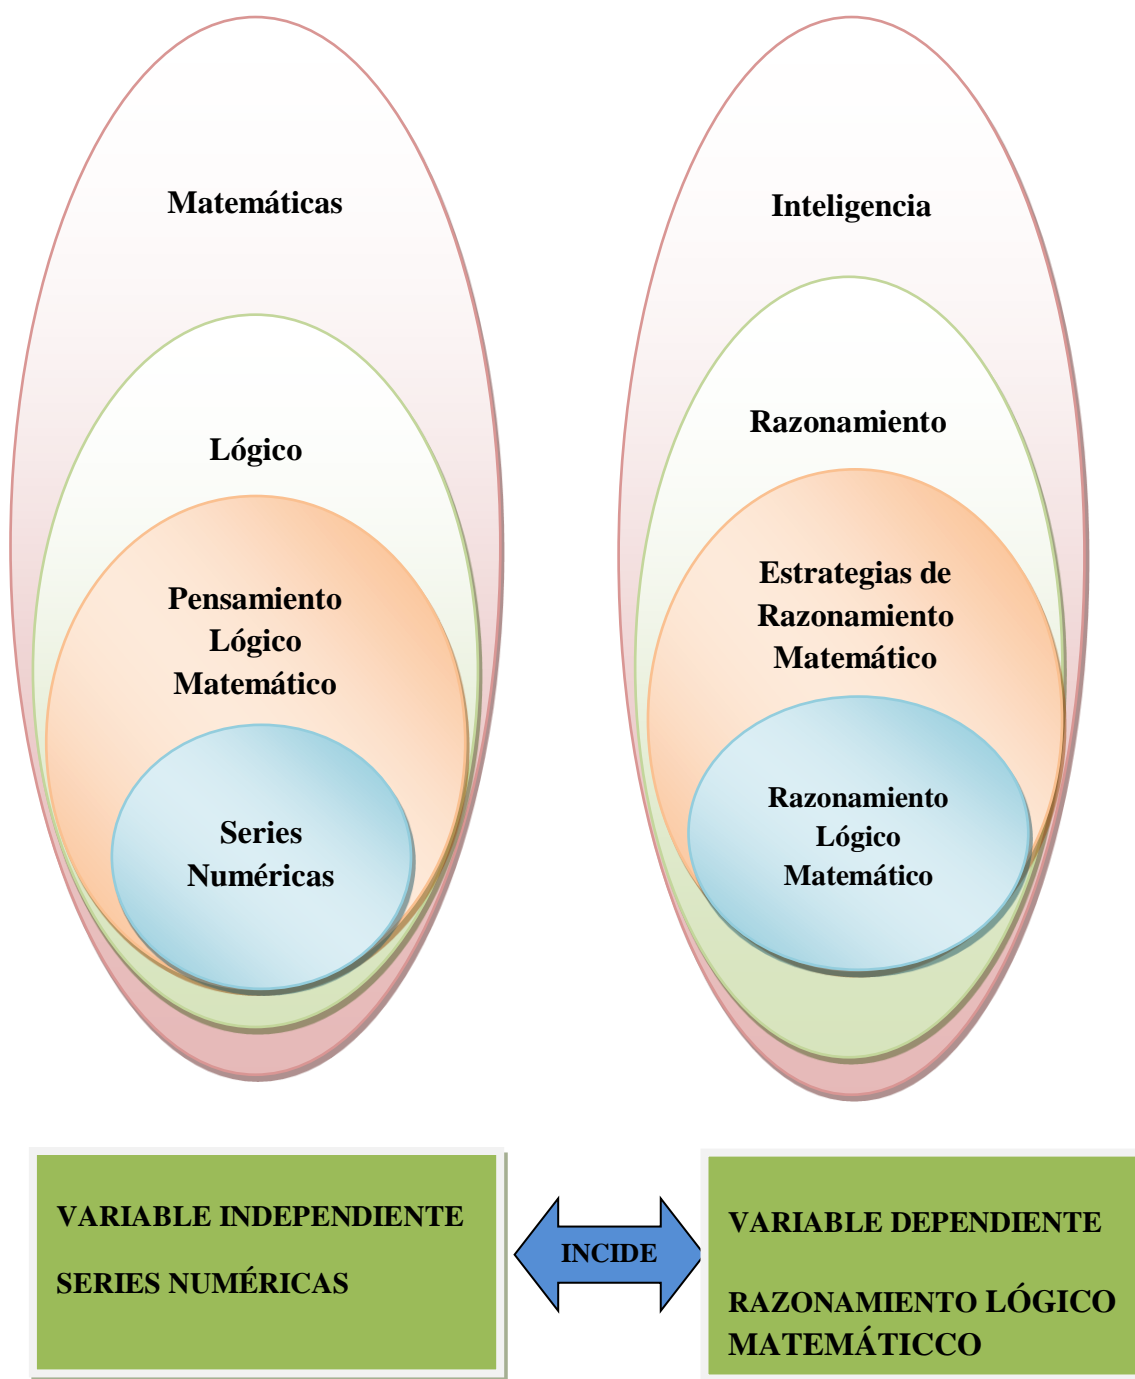 Matemáticas
Lógico
Pensamiento
Lógico
Matemático
Series
Numéricas
Inteligencia
Razonamiento
Estrategias de
Razonamiento
Matemático
Razonamiento
Lógico
Matemático
VARIABLE INDEPENDIENTE
SERIES NUMÉRICAS
INCIDE
VARIABLE DEPENDIENTE
RAZONAMIENTO LÓGICO
MATEMÁTICCO